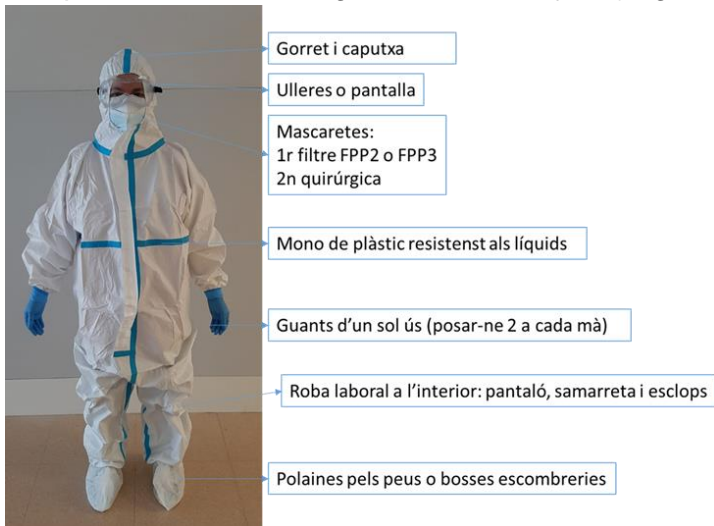 Gorret i caputxa
Ulleres o pantalla
Mascaretes:
1r filtre FPP2 o FPP3
2n quirúrgica
Mono de plàstic resistenst als líquids
Guants d'un sol ús (posar-ne 2 a cada mà)
Roba laboral a l'interior: pantaló, samarreta i esclops
Polaines pels peus o bosses escombreries